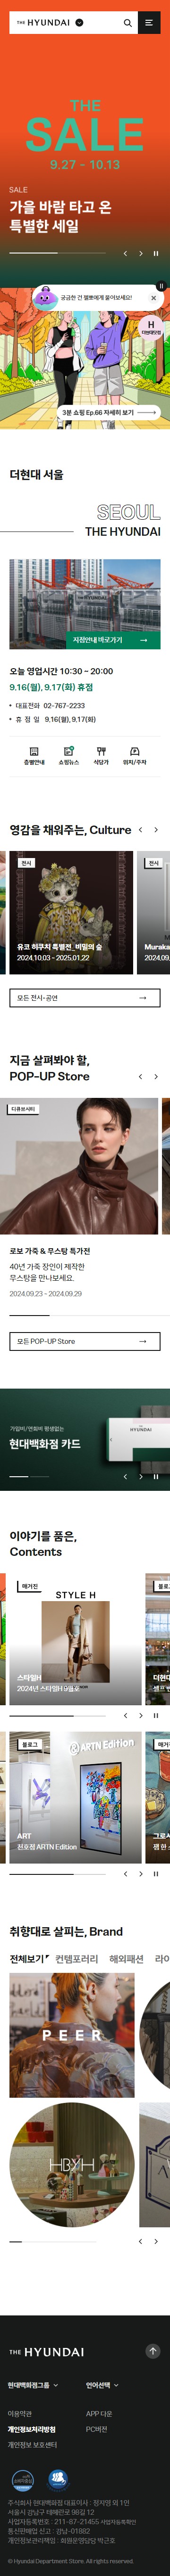 THE HYUNDAI
THE
SALE
9.27 - 10.13
SALE
가을 바람 타고 온
특별한 세일
궁금한 건 헬봇에게 물어보세요!
H
더현대닷컴
3분 쇼핑 Ep.66 자세히 보기
더현대 서울
SEOUL
THE HYUNDAI
THE HYUNDAI
지점안내 바로가기
오늘 영업시간 10:30 ~ 20:00
9.16(월), 9.17(화) 휴점
• 대표전화 02-767-2233
• 휴 점 일 9.16(월), 9.17(화)
층별안내 쇼핑뉴스 식당가 위치/주차
영감을 채워주는, Culture
전시
유코 히구치 특별전_비밀의 숲
2024.10.03 ~ 2025.01.22
전시
Muraka
2024.09.
모든 전시·공연
지금 살펴봐야 할,
POP-UP Store
디큐브시티
로보 가죽 & 무스탕 특가전
40년 가죽 장인이 제작한
무스탕을 만나보세요.
2024.09.23 ~ 2024.09.29
모든 POP-UP Store
가입비/연회비 평생없는
현대백화점 카드
THE
HYUNDAI
이야기를 품은,
Contents
매거진
STYLE H
스타일H
2024년 스타일H 9월호
블로그
더현대
셀프
블로그
@ARTN Edition
ART
천호점 ARTN Edition
매거
그로서
잼 한
취향대로 살피는, Brand
전체보기 컨템포러리 해외패션 라이
PEER
HBYH
THE HYUNDAI
현대백화점그룹 언어선택
이용약관 APP 다운
개인정보처리방침 PC버전
개인정보 보호센터
주식회사 현대백화점 대표이사 : 정지영 외 1인
서울시 강남구 테헤란로 98길 12
사업자등록번호 : 211-87-21455 사업자등록확인
통신판매업 신고 : 강남-01882
개인정보관리책임 : 회원운영담당 박근호
© Hyundai Department Store. All rights reserved.